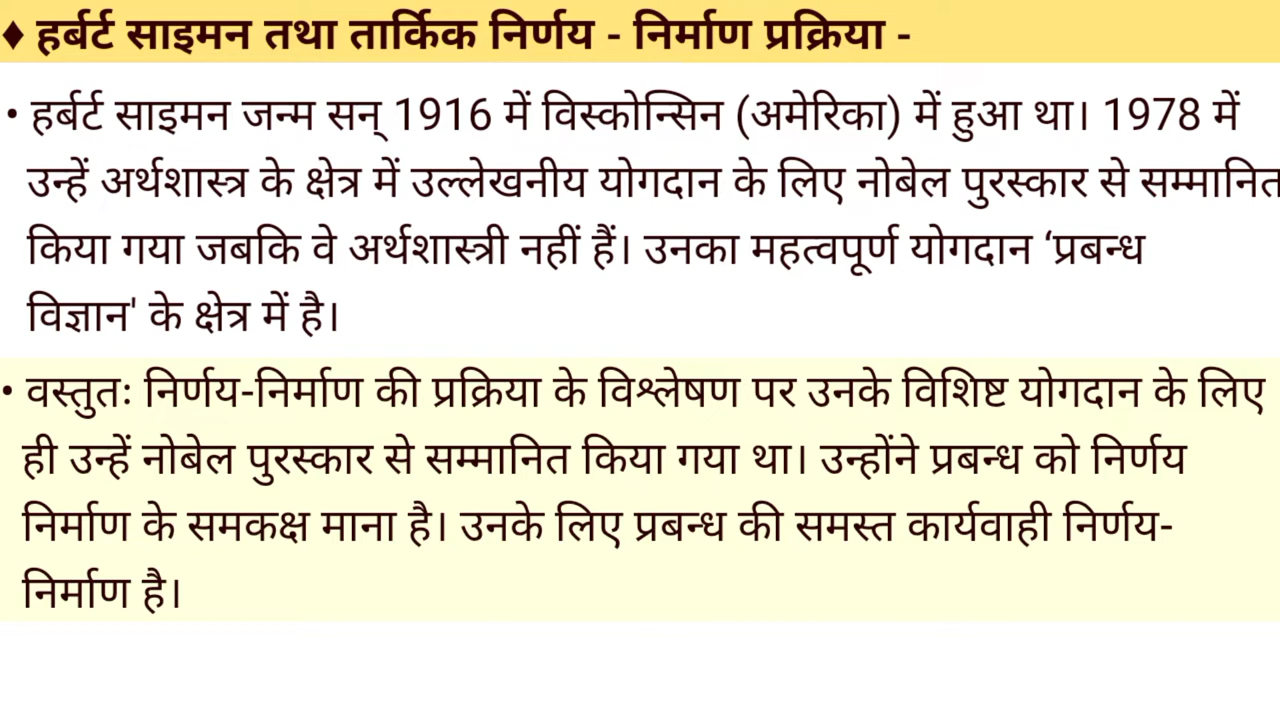 ♦ हर्बर्ट साइमन तथा तार्किक निर्णय - निर्माण प्रक्रिया -
• हर्बर्ट साइमन जन्म सन् 1916 में विस्कोन्सिन (अमेरिका) में हुआ था। 1978 में
उन्हें अर्थशास्त्र के क्षेत्र में उल्लेखनीय योगदान के लिए नोबेल पुरस्कार से सम्मानित
किया गया जबकि वे अर्थशास्त्री नहीं हैं। उनका महत्वपूर्ण योगदान ‘प्रबन्ध
विज्ञान' के क्षेत्र में है।
• वस्तुतः निर्णय-निर्माण की प्रक्रिया के विश्लेषण पर उनके विशिष्ट योगदान के लिए
ही उन्हें नोबेल पुरस्कार से सम्मानित किया गया था। उन्होंने प्रबन्ध को निर्णय
निर्माण के समकक्ष माना है। उनके लिए प्रबन्ध की समस्त कार्यवाही निर्णय-
निर्माण है।